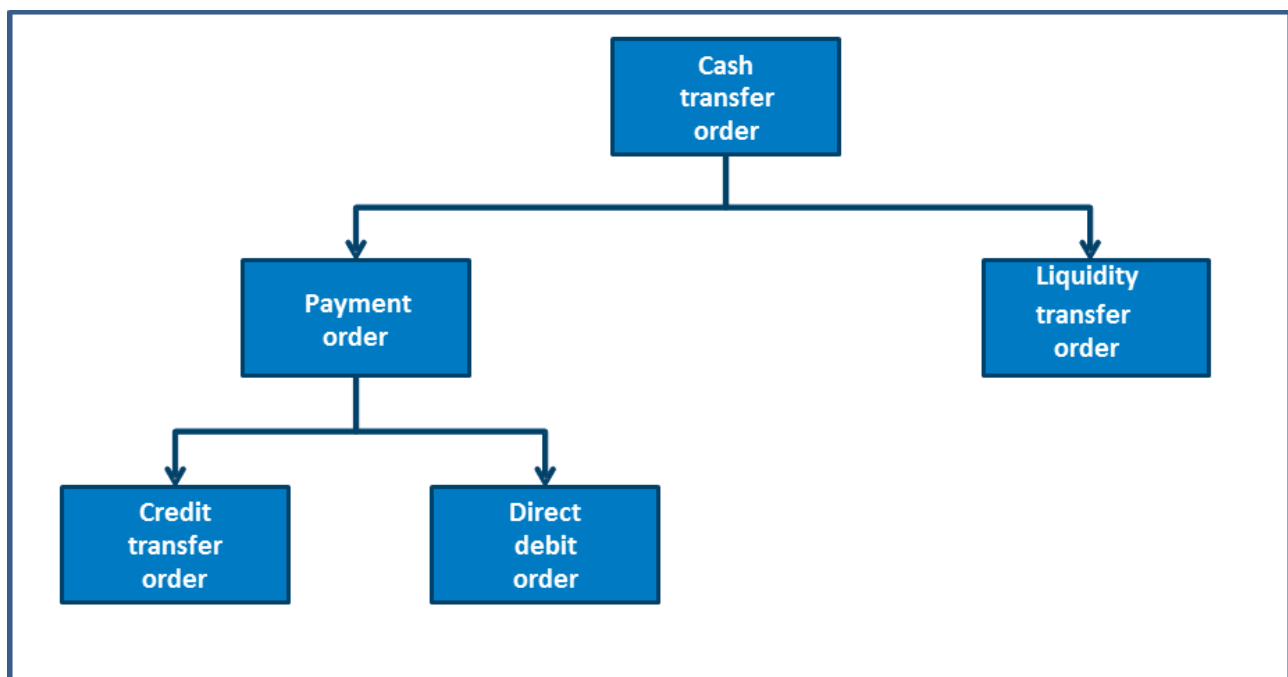 Cash
transfer
order
Payment
order
Liquidity
transfer
order
Credit
transfer
order
Direct
debit
order